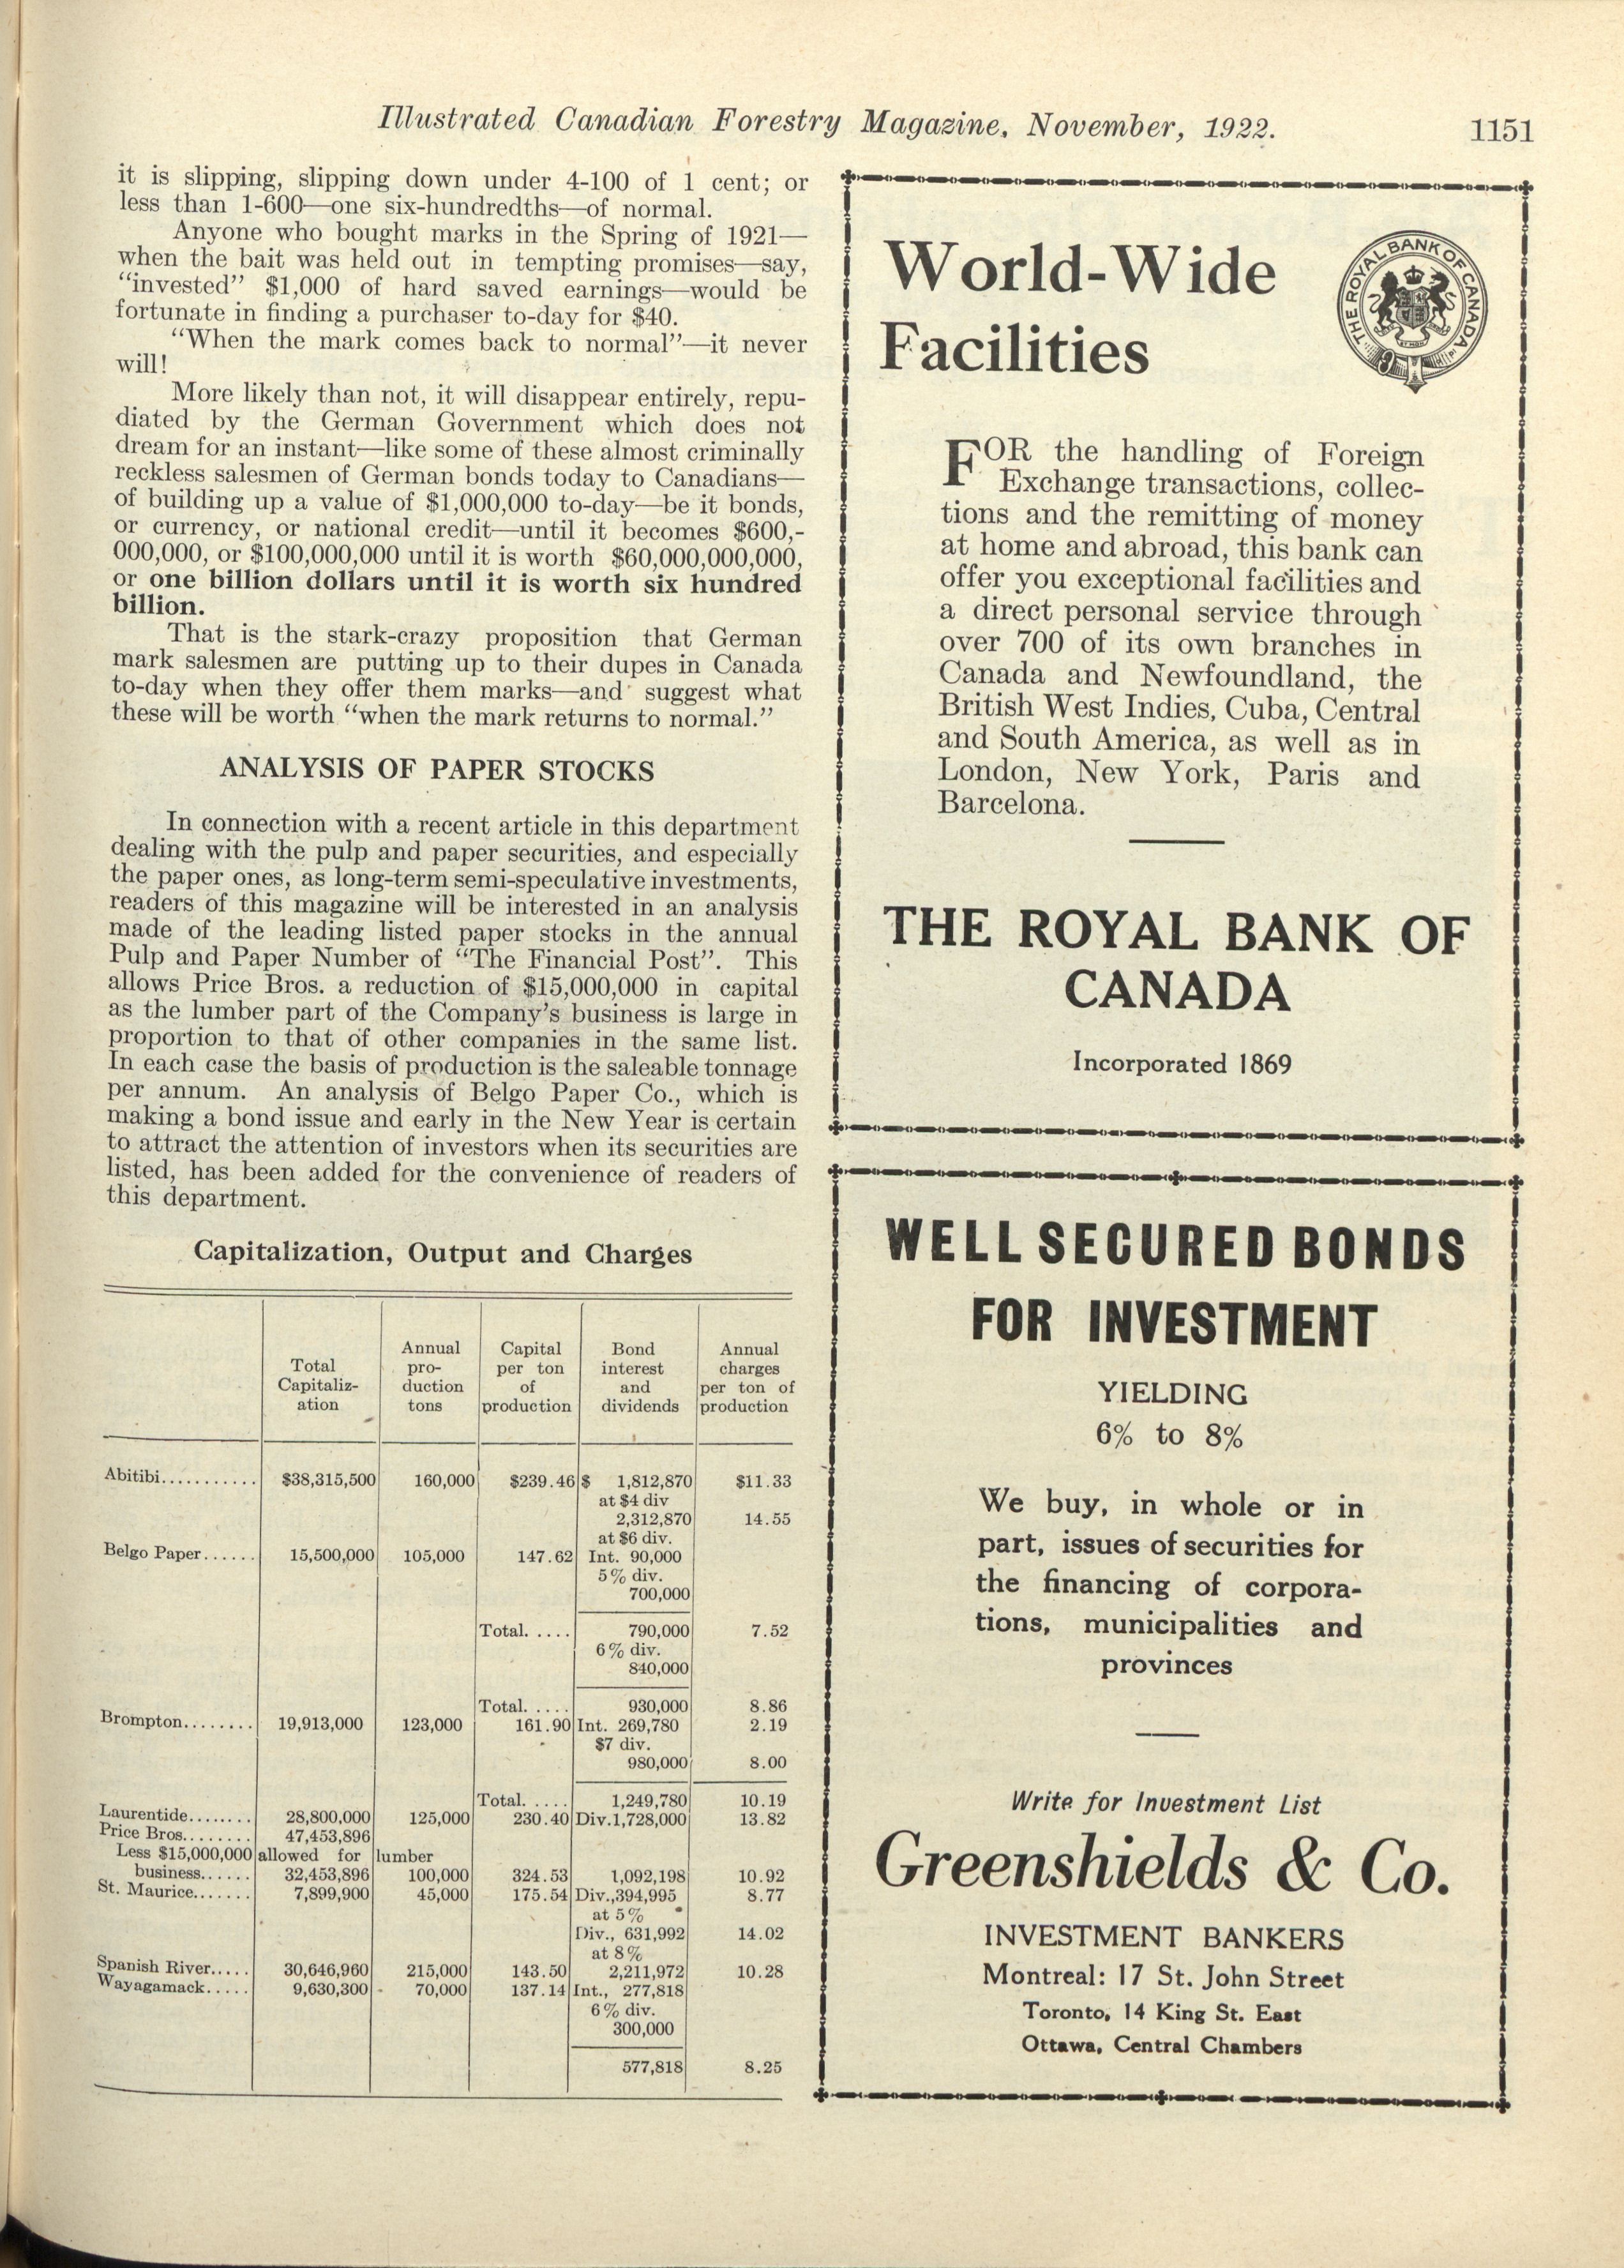 Illustrated Canadian Forestry Magazine, November, 1922.
1151
it is slipping, slipping down under 4-100 of 1 cent; or
less than 1-600—one six-hundredths—of normal.
Anyone who bought marks in the Spring of 1921—
when the bait was held out in tempting promises—say,
“invested” $1,000 of hard saved earnings—would be
fortunate in finding a purchaser to-day for $40.
“When the mark comes back to normal”—it never
will!
More likely than not, it will disappear entirely, repu-
diated by the German Government which does not
dream for an instant—like some of these almost criminally
reckless salesmen of German bonds today to Canadians—
of building up a value of $1,000,000 to-day—be it bonds,
or currency, or national credit—until it becomes $600,-
000,000, or $100,000,000 until it is worth $60,000,000,000,
or one billion dollars until it is worth six hundred
billion.
That is the stark-crazy proposition that German
mark salesmen are putting up to their dupes in Canada
to-day when they offer them marks—and suggest what
these will be worth “when the mark returns to normal.”
ANALYSIS OF PAPER STOCKS
In connection with a recent article in this department
dealing with the pulp and paper securities, and especially
the paper ones, as long-term semi-speculative investments,
readers of this magazine will be interested in an analysis
made of the leading listed paper stocks in the annual
Pulp and Paper Number of “The Financial Post”. This
allows Price Bros. a reduction of $15,000,000 in capital
as the lumber part of the Company’s business is large in
proportion to that of other companies in the same list.
In each case the basis of production is the saleable tonnage
per annum. An analysis of Belgo Paper Co., which is
making a bond issue and early in the New Year is certain
to attract the attention of investors when its securities are
listed, has been added for the convenience of readers of
this department.
Capitalization, Output and Charges
Annual Capital Bond Annual
Total pro- per ton interest charges
Capitaliz- duction of and per ton of
ation tons production dividends production
Abitibi........... $38,315,500 160,000 $239.46 $ 1,812,870 $11.33
at $4 div
2,312,870 14.55
at $6 div.
Belgo Paper...... 15,500,000 105,000 147.62 Int. 90,000
5% div.
700,000
Total..... 790,000 7.52
6% div.
840,000
Total..... 930,000 8.86
Brompton........ 19,913,000 123,000 161.90 Int. 269,780 2.19
$7 div.
980,000 8.00
Total..... 1,249,780 10.19
Laurentide........ 28,800,000 125,000 230.40 Div.1,728,000 13.82
Price Bros........ 47,453,896
Less $15,000,000 allowed for lumber
business...... 32,453,896 100,000 324.53 1,092,198 10.92
St. Maurice....... 7,899,900 45,000 175.54 Div.,394,995 8.77
at 5%
Div., 631,992 14.02
at 8%
Spanish River..... 30,646,960 215,000 143.50 2,211,972 10.28
Wayagamack..... 9,630,300 70,000 137.14 Int., 277,818
6% div.
300,000
577,818 8.25
World-Wide
Facilities
THE ROYAL BANK OF CANADA
FOR the handling of Foreign
Exchange transactions, collec-
tions and the remitting of money
at home and abroad, this bank can
offer you exceptional facilities and
a direct personal service through
over 700 of its own branches in
Canada and Newfoundland, the
British West Indies, Cuba, Central
and South America, as well as in
London, New York, Paris and
Barcelona.
THE ROYAL BANK OF
CANADA
Incorporated 1869
WELL SECURED BONDS
FOR INVESTMENT
YIELDING
6% to 8%
We buy, in whole or in
part, issues of securities for
the financing of corpora-
tions, municipalities and
provinces
Write for Investment List
Greenshields & Co.
INVESTMENT BANKERS
Montreal: 17 St. John Street
Toronto, 14 King St. East
Ottawa, Central Chambers